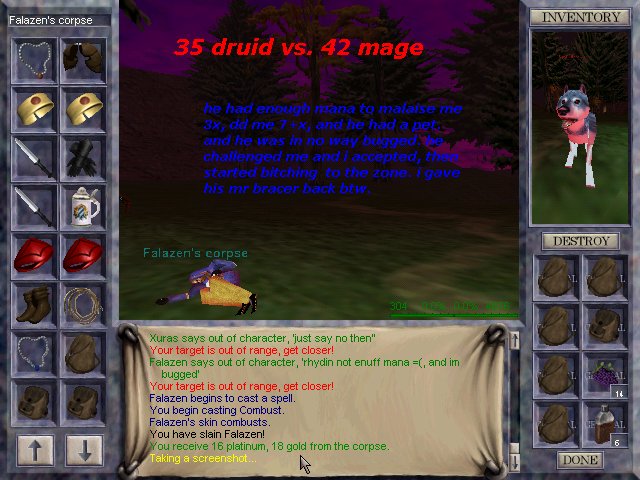 Falazen's corpse
INVENTORY
35 druid vs. 42 mage
he had enough mana to malaise me
3x, dd me 7+x, and he had a pet.
and he was in no way bugged. he
challenged me and i accepted, then
started bitching to the zone. i gave
his mr bracer back btw.
Falazen's corpse
DESTROY
Xuras says out of character, 'just say no then'
Your target is out of range, get closer!
Falazen says out of character, 'rhydin not enuff mana =(, and im
bugged'
Your target is out of range, get closer!
Falazen begins to cast a spell.
You begin casting Combust.
Falazen's skin combusts.
You have slain Falazen!
You receive 16 platinum, 18 gold from the corpse.
Taking a screenshot...
14
6
DONE